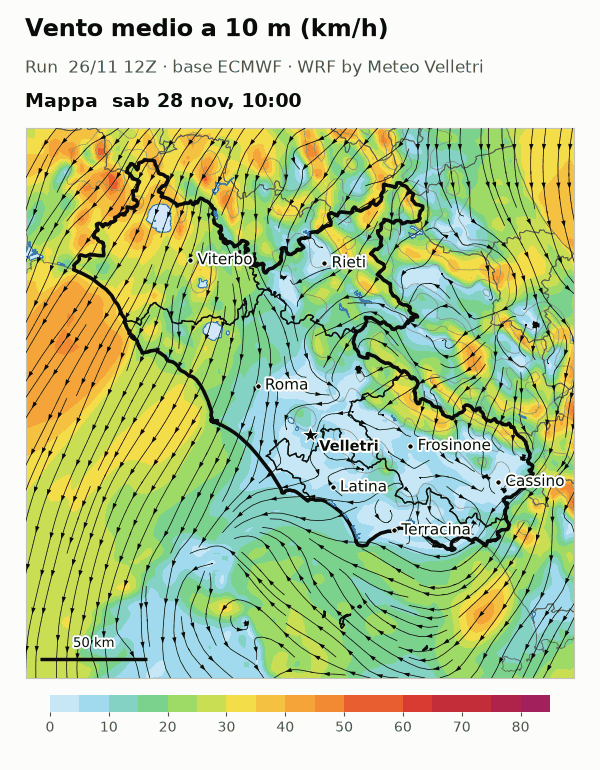 Vento medio a 10 m (km/h)
Run 26/11 12Z · base ECMWF · WRF by Meteo Velletri
Mappa sab 28 nov, 10:00
Viterbo
Rieti
Roma
Velletri
Frosinone
Latina
Cassino
Terracina
50 km
0 10 20 30 40 50 60 70 80